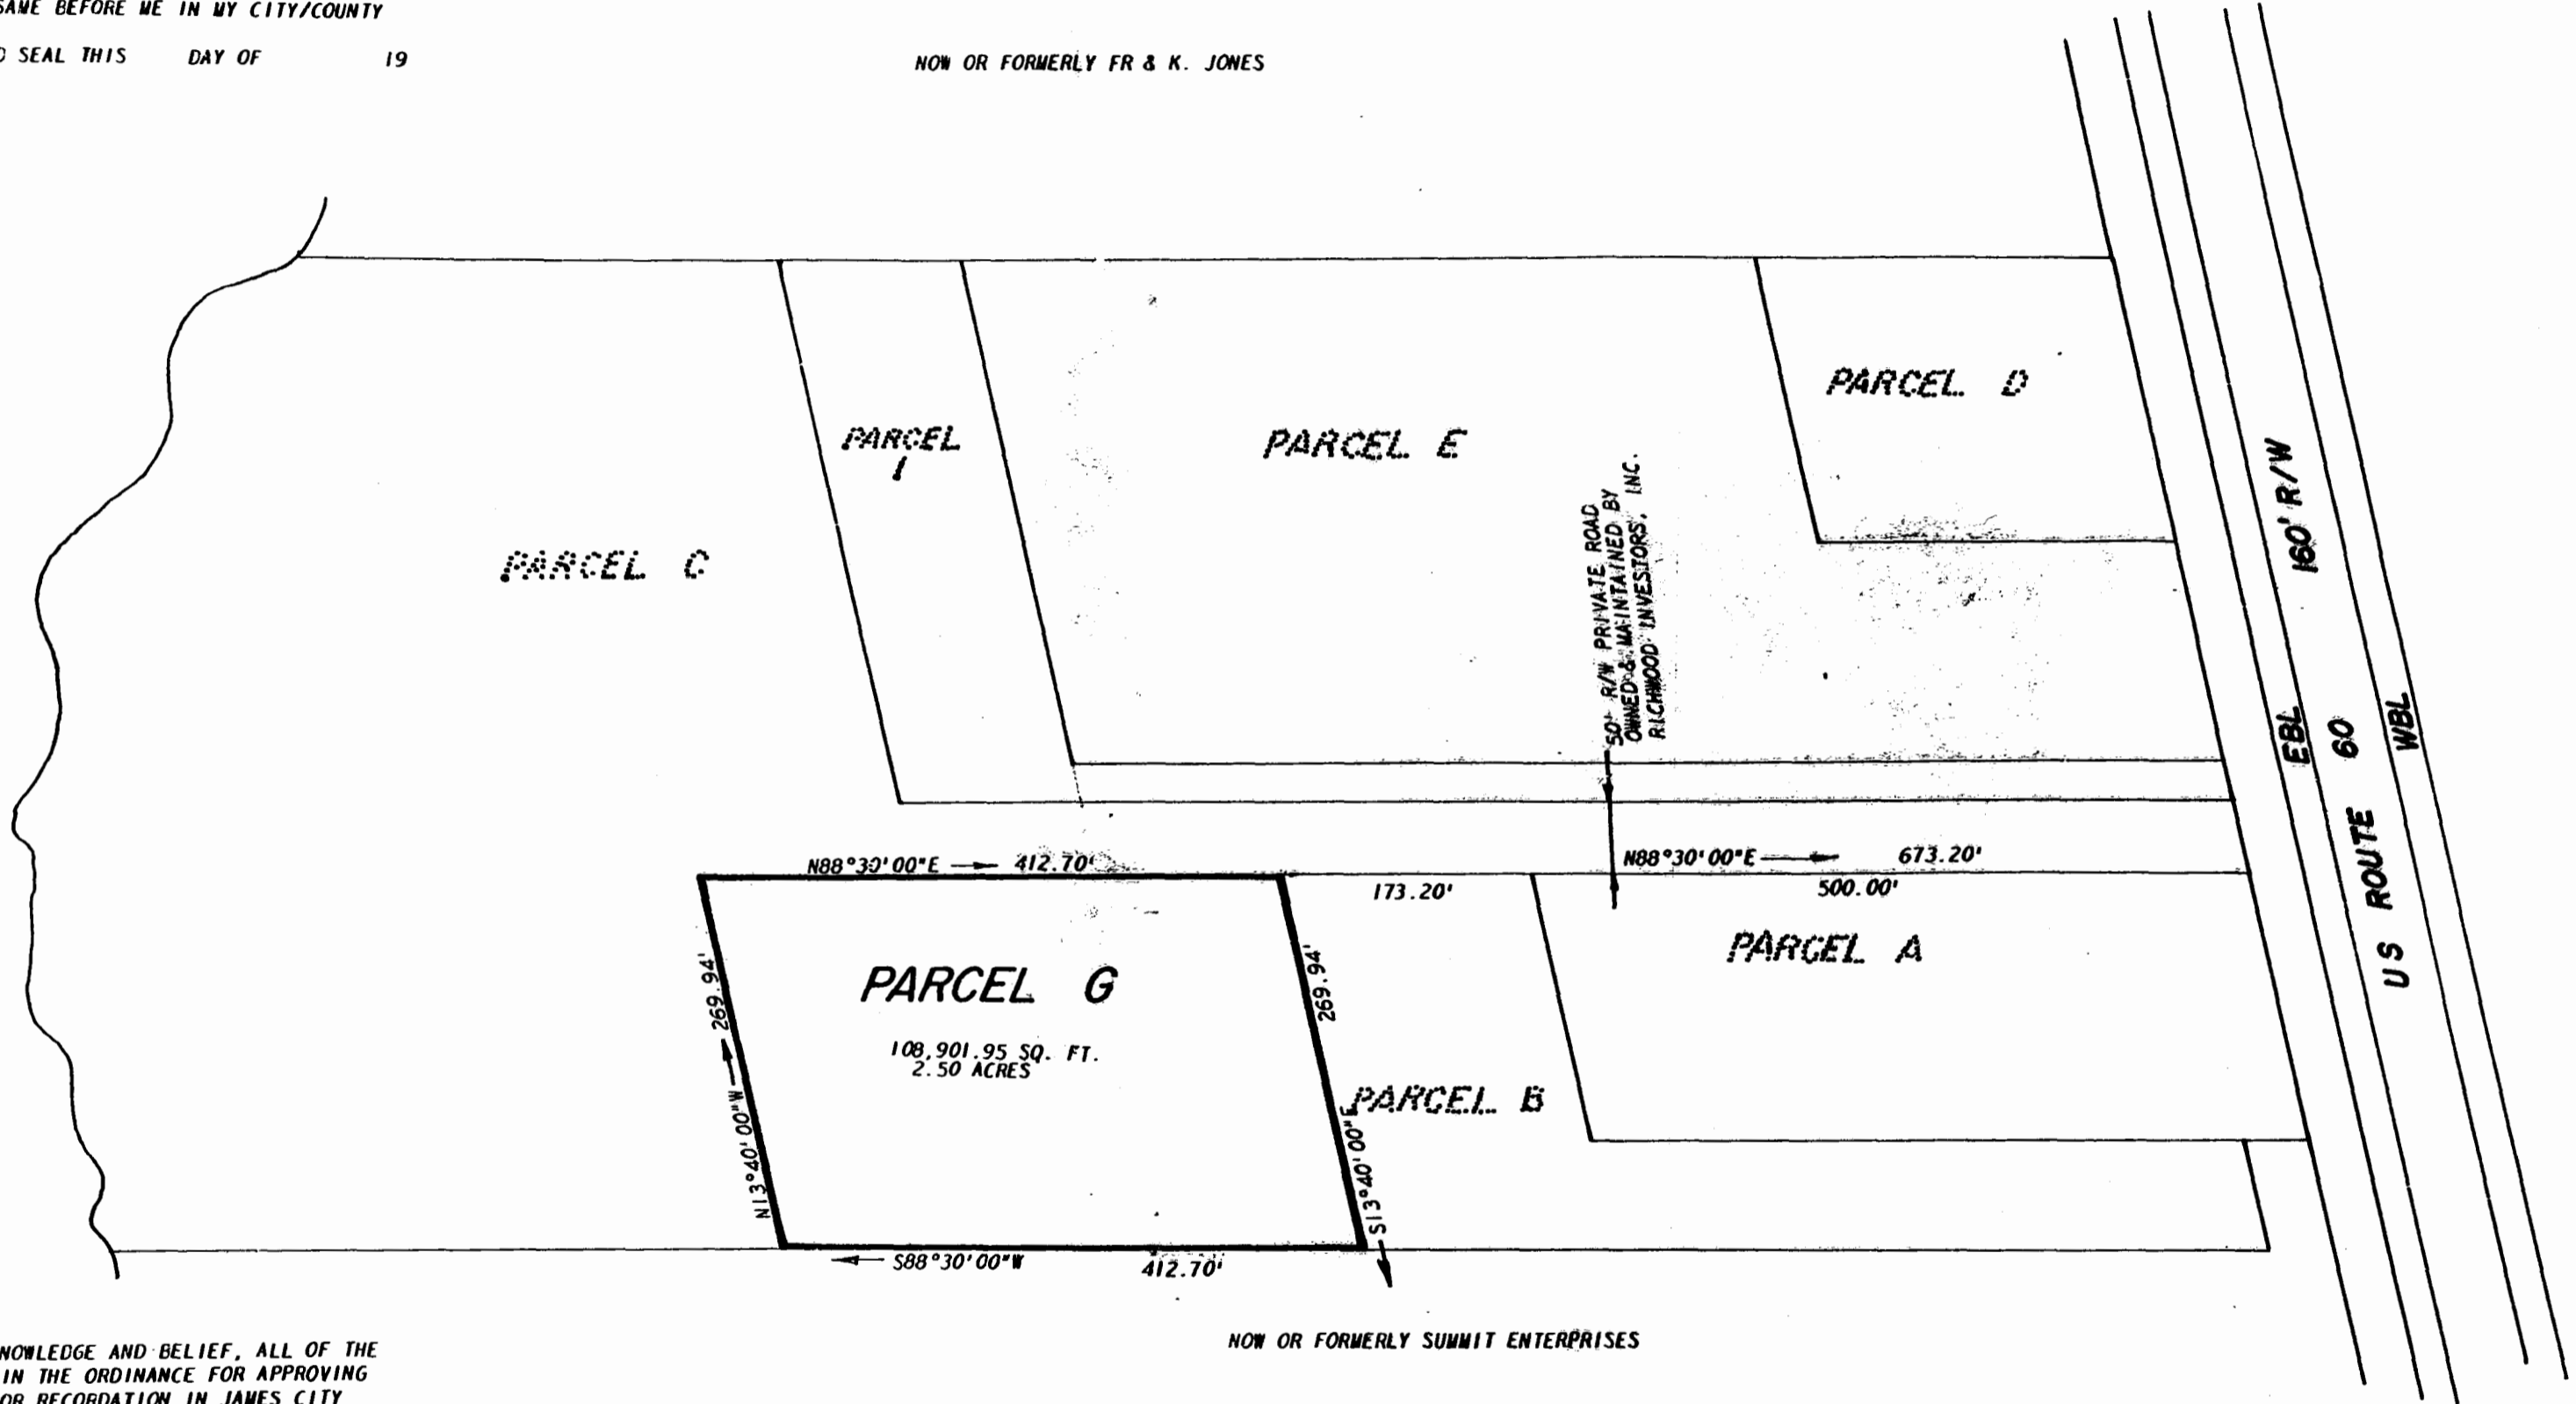 SAME BEFORE ME IN MY CITY/COUNTY
SEAL THIS DAY OF 19
NOW OR FORMERLY FR & K. JONES
PARCEL D
PARCEL I
PARCEL E
PARCEL C
50' R/W PRIVATE ROAD
OWNED & MAINTAINED BY
RICHWOOD INVESTORS, INC.
160' R/W
EBL
US ROUTE 60
WBL
N88°30'00"E 412.70'
N88°30'00"E 673.20'
173.20'
500.00'
PARCEL A
PARCEL G
108,901.95 SQ. FT.
2.50 ACRES
N13°40'00"W 269.94'
269.94'
S13°40'00"E
PARCEL B
S88°30'00"W 412.70'
NOW OR FORMERLY SUMMIT ENTERPRISES
NOWLEDGE AND BELIEF, ALL OF THE
IN THE ORDINANCE FOR APPROVING
OR RECORDATION IN JAMES CITY